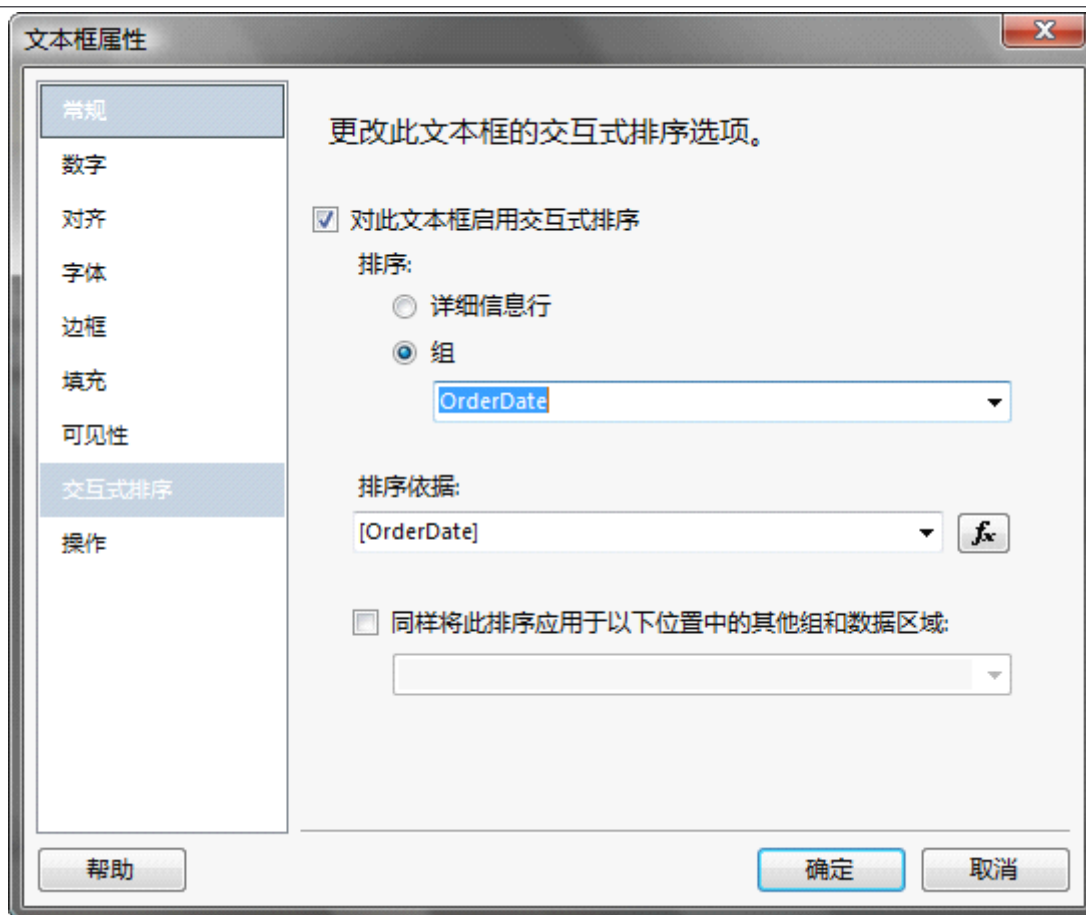 文本框属性
常规
数字
对齐
字体
边框
填充
可见性
交互式排序
操作
更改此文本框的交互式排序选项。
对此文本框启用交互式排序
排序:
详细信息行
组
OrderDate
排序依据:
[OrderDate]
fx
同样将此排序应用于以下位置中的其他组和数据区域:
帮助
确定
取消